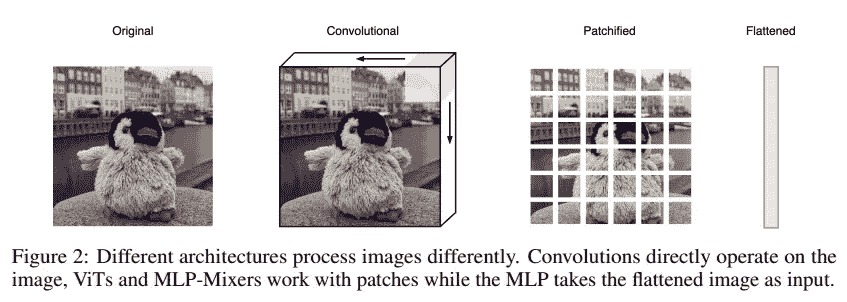 Original
Convolutional
Patchified
Flattened
Figure 2: Different architectures process images differently. Convolutions directly operate on the
image, ViTs and MLP-Mixers work with patches while the MLP takes the flattened image as input.